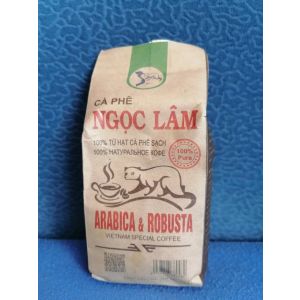 CÀ PHÊ
NGỌC LÂM
100% TỪ HẠT CÀ PHÊ SẠCH
100% НАТУРАЛЬНОЕ КОФЕ
100%
Pure
ARABICA & ROBUSTA
VIETNAM SPECIAL COFFEE